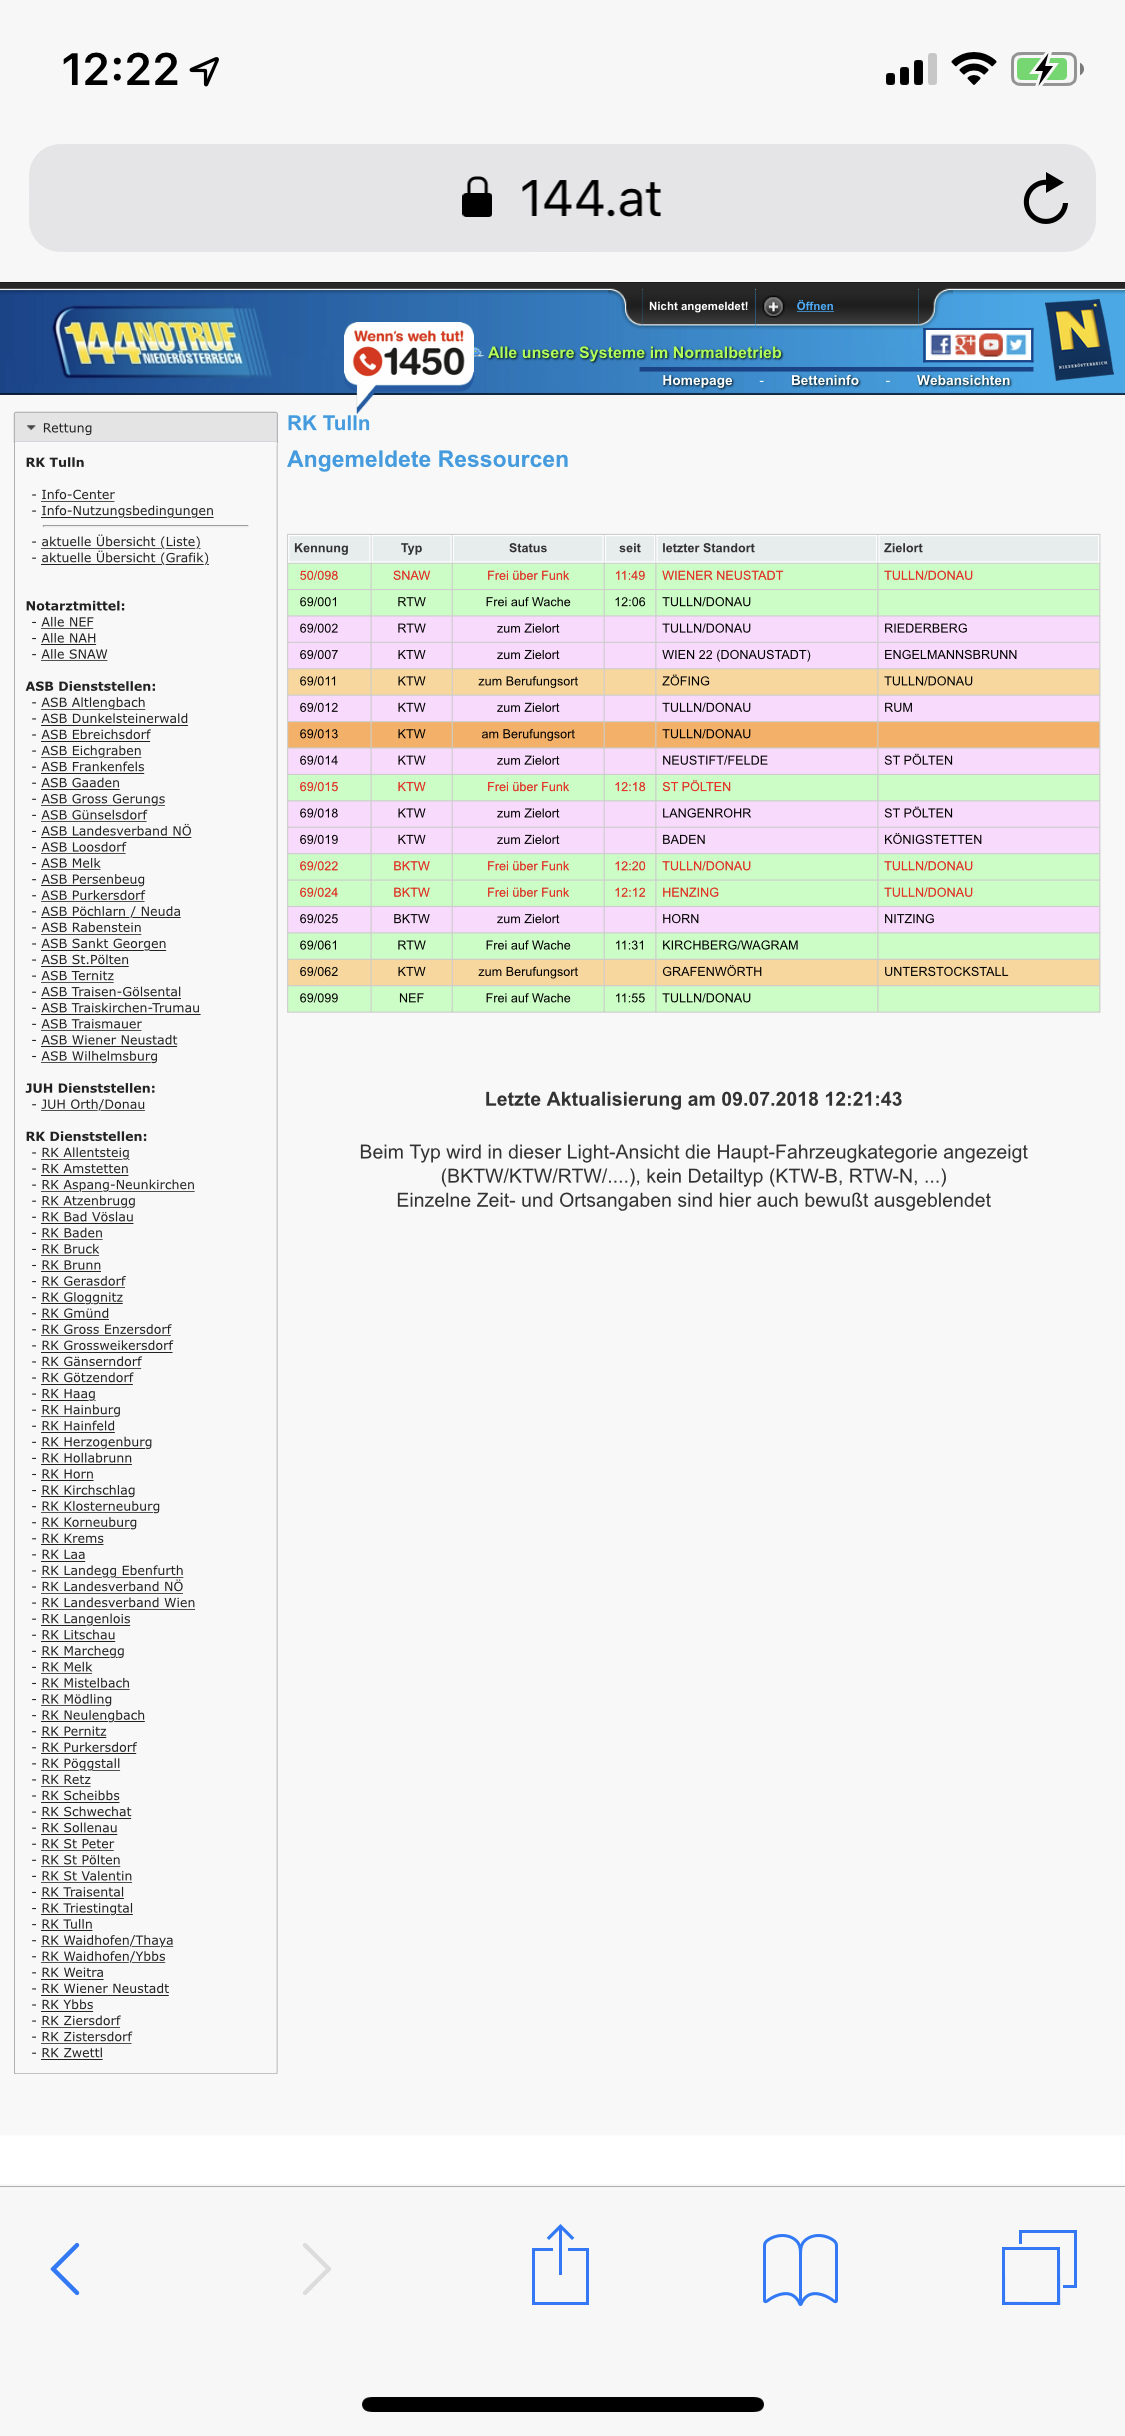 12:22
144.at
144 NOTRUF
NIEDERÖSTERREICH
Wenn's weh tut!
1450
Nicht angemeldet!
Öffnen
Alle unsere Systeme im Normalbetrieb
Homepage - Betteninfo - Webansichten
N
NIEDERÖSTERREICH
Rettung
RK Tulln
- Info-Center
- Info-Nutzungsbedingungen
- aktuelle Übersicht (Liste)
- aktuelle Übersicht (Grafik)
Notarztmittel:
- Alle NEF
- Alle NAH
- Alle SNAW
ASB Dienststellen:
- ASB Altlengbach
- ASB Dunkelsteinerwald
- ASB Ebreichsdorf
- ASB Eichgraben
- ASB Frankenfels
- ASB Gaaden
- ASB Gross Gerungs
- ASB Günselsdorf
- ASB Landesverband NÖ
- ASB Loosdorf
- ASB Melk
- ASB Persenbeug
- ASB Purkersdorf
- ASB Pöchlarn / Neuda
- ASB Rabenstein
- ASB Sankt Georgen
- ASB St.Pölten
- ASB Ternitz
- ASB Traisen-Gölsental
- ASB Traiskirchen-Trumau
- ASB Traismauer
- ASB Wiener Neustadt
- ASB Wilhelmsburg
JUH Dienststellen:
- JUH Orth/Donau
RK Dienststellen:
- RK Allentsteig
- RK Amstetten
- RK Aspang-Neunkirchen
- RK Atzenbrugg
- RK Bad Vöslau
- RK Baden
- RK Bruck
- RK Brunn
- RK Gerasdorf
- RK Gloggnitz
- RK Gmünd
- RK Gross Enzersdorf
- RK Grossweikersdorf
- RK Gänserndorf
- RK Götzendorf
- RK Haag
- RK Hainburg
- RK Hainfeld
- RK Herzogenburg
- RK Hollabrunn
- RK Horn
- RK Kirchschlag
- RK Klosterneuburg
- RK Korneuburg
- RK Krems
- RK Laa
- RK Landegg Ebenfurth
- RK Landesverband NÖ
- RK Landesverband Wien
- RK Langenlois
- RK Litschau
- RK Marchegg
- RK Melk
- RK Mistelbach
- RK Mödling
- RK Neulengbach
- RK Pernitz
- RK Purkersdorf
- RK Pöggstall
- RK Retz
- RK Scheibbs
- RK Schwechat
- RK Sollenau
- RK St Peter
- RK St Pölten
- RK St Valentin
- RK Traisental
- RK Triestingtal
- RK Tulln
- RK Waidhofen/Thaya
- RK Waidhofen/Ybbs
- RK Weitra
- RK Wiener Neustadt
- RK Ybbs
- RK Ziersdorf
- RK Zistersdorf
- RK Zwettl
RK Tulln
Angemeldete Ressourcen
Kennung Typ Status seit letzter Standort Zielort
50/098 SNAW Frei über Funk 11:49 WIENER NEUSTADT TULLN/DONAU
69/001 RTW Frei auf Wache 12:06 TULLN/DONAU
69/002 RTW zum Zielort TULLN/DONAU RIEDERBERG
69/007 KTW zum Zielort WIEN 22 (DONAUSTADT) ENGELMANNSBRUNN
69/011 KTW zum Berufungsort ZÖFING TULLN/DONAU
69/012 KTW zum Zielort TULLN/DONAU RUM
69/013 KTW am Berufungsort TULLN/DONAU
69/014 KTW zum Zielort NEUSTIFT/FELDE ST PÖLTEN
69/015 KTW Frei über Funk 12:18 ST PÖLTEN
69/018 KTW zum Zielort LANGENROHR ST PÖLTEN
69/019 KTW zum Zielort BADEN KÖNIGSTETTEN
69/022 BKTW Frei über Funk 12:20 TULLN/DONAU TULLN/DONAU
69/024 BKTW Frei über Funk 12:12 HENZING TULLN/DONAU
69/025 BKTW zum Zielort HORN NITZING
69/061 RTW Frei auf Wache 11:31 KIRCHBERG/WAGRAM
69/062 KTW zum Berufungsort GRAFENWÖRTH UNTERSTOCKSTALL
69/099 NEF Frei auf Wache 11:55 TULLN/DONAU
Letzte Aktualisierung am 09.07.2018 12:21:43
Beim Typ wird in dieser Light-Ansicht die Haupt-Fahrzeugkategorie angezeigt
(BKTW/KTW/RTW/....), kein Detailtyp (KTW-B, RTW-N, ...)
Einzelne Zeit- und Ortsangaben sind hier auch bewußt ausgeblendet